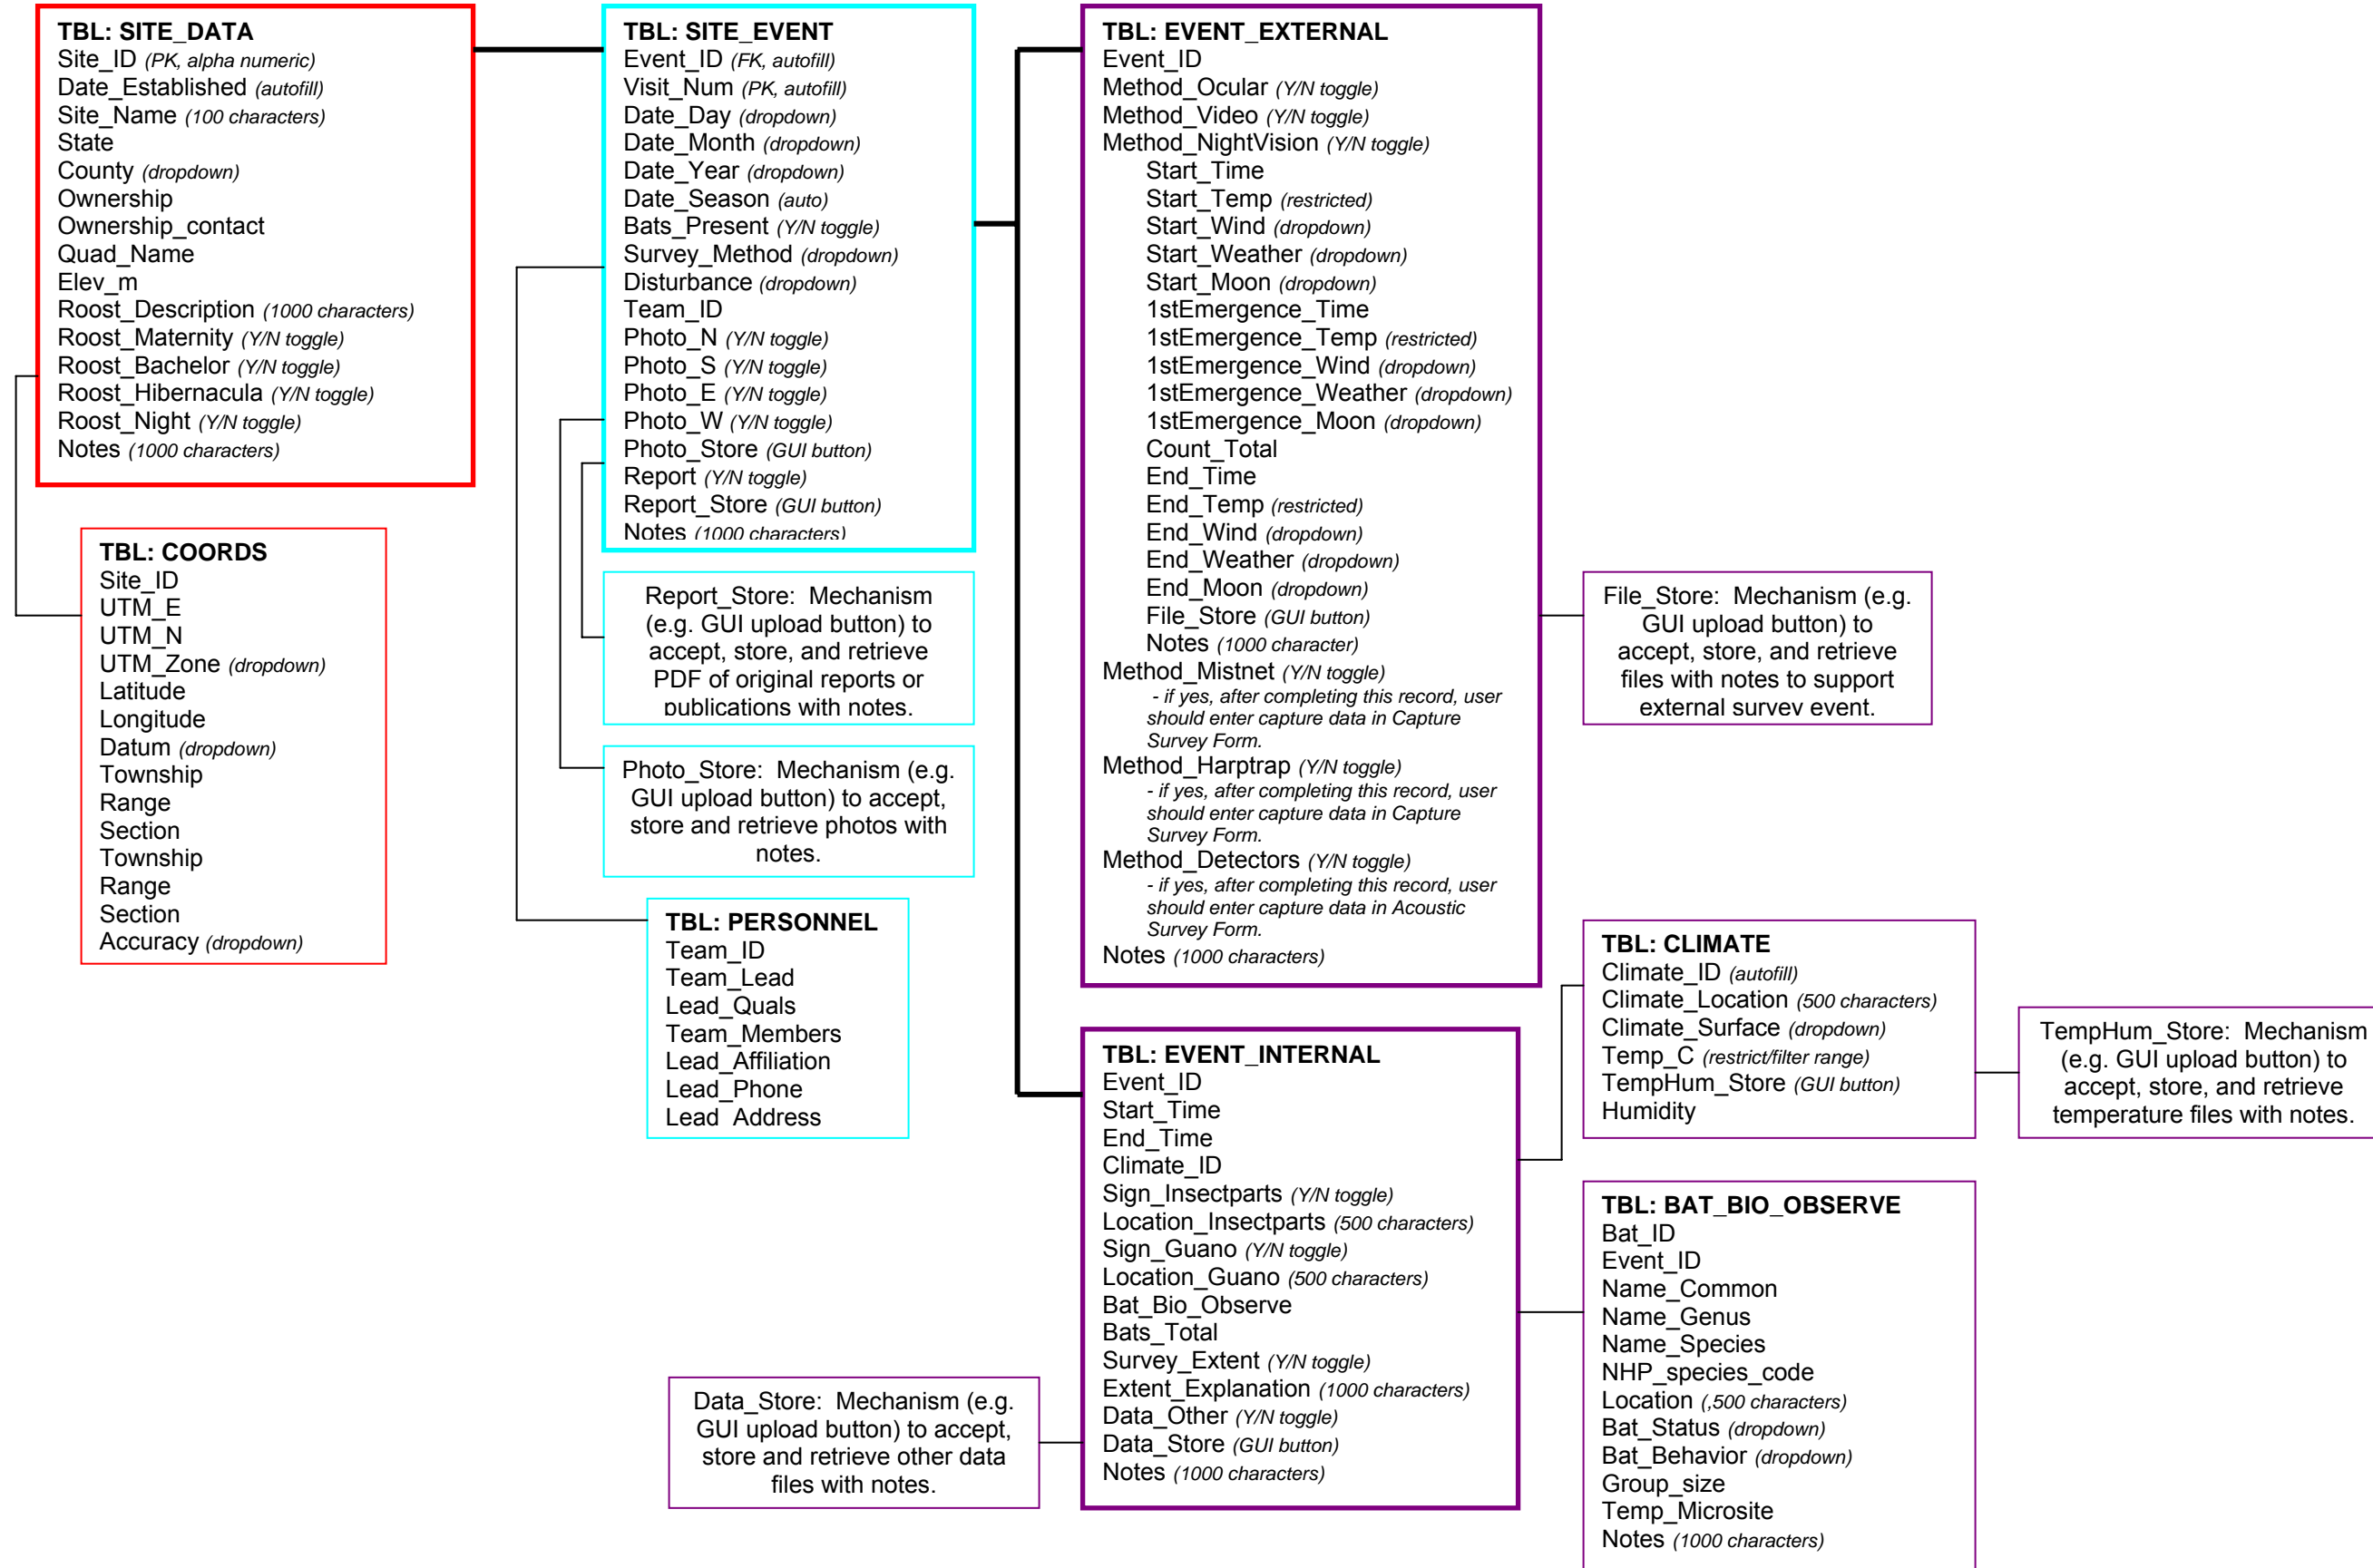 TBL: SITE_DATA
Site_ID (PK, alpha numeric)
Date_Established (autofill)
Site_Name (100 characters)
State
County (dropdown)
Ownership
Ownership_contact
Quad_Name
Elev_m
Roost_Description (1000 characters)
Roost_Maternity (Y/N toggle)
Roost_Bachelor (Y/N toggle)
Roost_Hibernacula (Y/N toggle)
Roost_Night (Y/N toggle)
Notes (1000 characters)
TBL: COORDS
Site_ID
UTM_E
UTM_N
UTM_Zone (dropdown)
Latitude
Longitude
Datum (dropdown)
Township
Range
Section
Township
Range
Section
Accuracy (dropdown)
TBL: SITE_EVENT
Event_ID (FK, autofill)
Visit_Num (PK, autofill)
Date_Day (dropdown)
Date_Month (dropdown)
Date_Year (dropdown)
Date_Season (auto)
Bats_Present (Y/N toggle)
Survey_Method (dropdown)
Disturbance (dropdown)
Team_ID
Photo_N (Y/N toggle)
Photo_S (Y/N toggle)
Photo_E (Y/N toggle)
Photo_W (Y/N toggle)
Photo_Store (GUI button)
Report (Y/N toggle)
Report_Store (GUI button)
Notes (1000 characters)
Report_Store: Mechanism
(e.g. GUI upload button) to
accept, store, and retrieve
PDF of original reports or
publications with notes.
Photo_Store: Mechanism (e.g.
GUI upload button) to accept,
store and retrieve photos with
notes.
TBL: PERSONNEL
Team_ID
Team_Lead
Lead_Quals
Team_Members
Lead_Affiliation
Lead_Phone
Lead_Address
TBL: EVENT_EXTERNAL
Event_ID
Method_Ocular (Y/N toggle)
Method_Video (Y/N toggle)
Method_NightVision (Y/N toggle)
Start_Time
Start_Temp (restricted)
Start_Wind (dropdown)
Start_Weather (dropdown)
Start_Moon (dropdown)
1stEmergence_Time
1stEmergence_Temp (restricted)
1stEmergence_Wind (dropdown)
1stEmergence_Weather (dropdown)
1stEmergence_Moon (dropdown)
Count_Total
End_Time
End_Temp (restricted)
End_Wind (dropdown)
End_Weather (dropdown)
End_Moon (dropdown)
File_Store (GUI button)
Notes (1000 character)
Method_Mistnet (Y/N toggle)
- if yes, after completing this record, user
should enter capture data in Capture
Survey Form.
Method_Harptrap (Y/N toggle)
- if yes, after completing this record, user
should enter capture data in Capture
Survey Form.
Method_Detectors (Y/N toggle)
- if yes, after completing this record, user
should enter capture data in Acoustic
Survey Form.
Notes (1000 characters)
File_Store: Mechanism (e.g.
GUI upload button) to
accept, store, and retrieve
files with notes to support
external survey event.
TBL: EVENT_INTERNAL
Event_ID
Start_Time
End_Time
Climate_ID
Sign_Insectparts (Y/N toggle)
Location_Insectparts (500 characters)
Sign_Guano (Y/N toggle)
Location_Guano (500 characters)
Bat_Bio_Observe
Bats_Total
Survey_Extent (Y/N toggle)
Extent_Explanation (1000 characters)
Data_Other (Y/N toggle)
Data_Store (GUI button)
Notes (1000 characters)
Data_Store: Mechanism (e.g.
GUI upload button) to accept,
store and retrieve other data
files with notes.
TBL: CLIMATE
Climate_ID (autofill)
Climate_Location (500 characters)
Climate_Surface (dropdown)
Temp_C (restrict/filter range)
TempHum_Store (GUI button)
Humidity
TempHum_Store: Mechanism
(e.g. GUI upload button) to
accept, store, and retrieve
temperature files with notes.
TBL: BAT_BIO_OBSERVE
Bat_ID
Event_ID
Name_Common
Name_Genus
Name_Species
NHP_species_code
Location (,500 characters)
Bat_Status (dropdown)
Bat_Behavior (dropdown)
Group_size
Temp_Microsite
Notes (1000 characters)